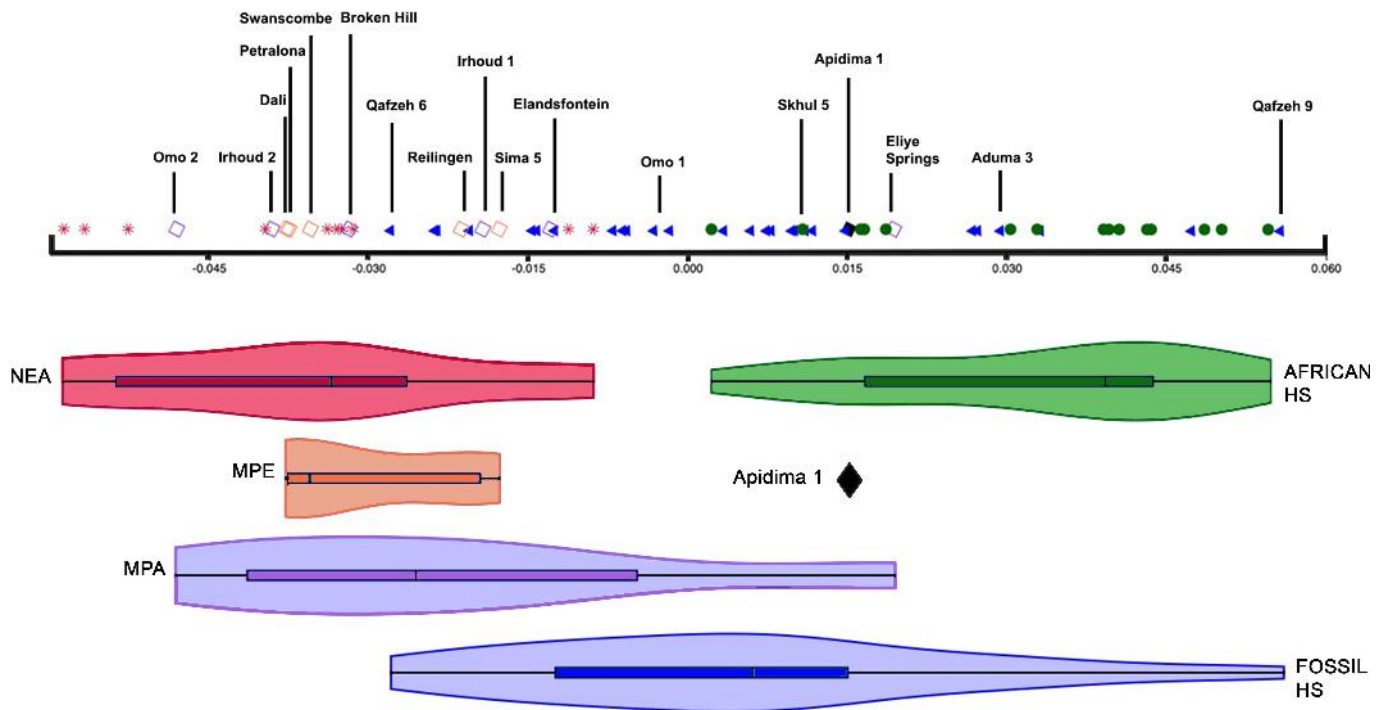 Swanscombe
Broken Hill
Petralona
Irhoud 1
Apidima 1
Dali
Qafzeh 6
Elandsfontein
Skhul 5
Qafzeh 9
Omo 2
Irhoud 2
Reilingen
Sima 5
Omo 1
Eliye
Springs
Aduma 3
-0.045
-0.030
-0.015
0.000
0.015
0.030
0.045
0.060
NEA
AFRICAN
HS
MPE
Apidima 1
MPA
FOSSIL
HS